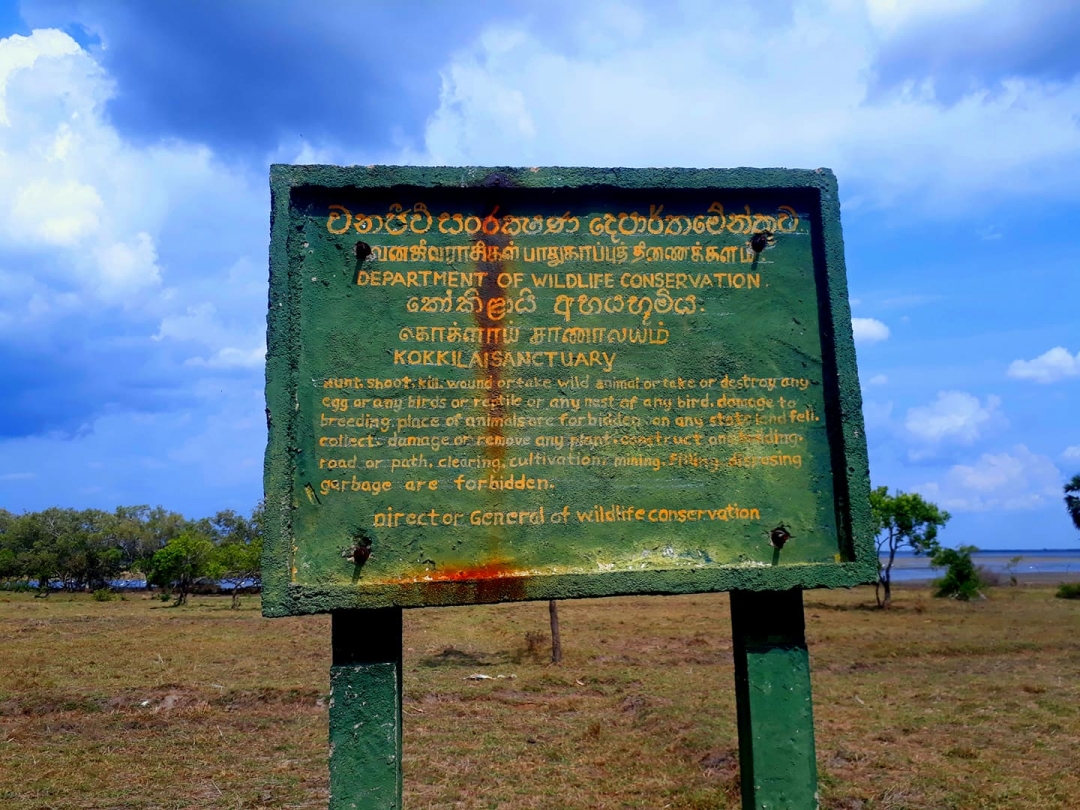 වනජීවී සංරක්ෂණ දෙපාර්තමේන්තුව
வனசீவராசிகள் பாதுகாப்புத் திணைக்களம்
DEPARTMENT OF WILDLIFE CONSERVATION.
කෝකිළායි අභයභූමිය.
கொக்ளாய் சரணாலயம்
KOKKILAI SANCTUARY
Hunt. shoot. kill. wound or take wild animal or take or destroy any
egg or any birds or reptile or any nest of any bird. damage to
breeding place of animals are forbidden. on any state land fell.
collect. damage or remove any plant. construct any building.
road or path. clearing. cultivation. mining. filling. disposing
garbage are forbidden.
Director General of wildlife conservation